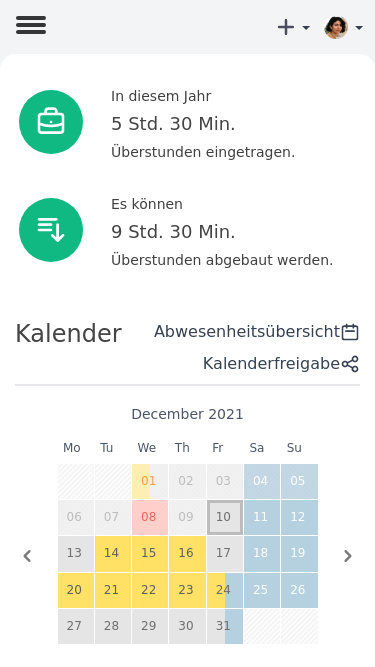 In diesem Jahr
5 Std. 30 Min.
Überstunden eingetragen.
Es können
9 Std. 30 Min.
Überstunden abgebaut werden.
Kalender
Abwesenheitsübersicht
Kalenderfreigabe
December 2021
Mo Tu We Th Fr Sa Su
01 02 03 04 05
06 07 08 09 10 11 12
13 14 15 16 17 18 19
20 21 22 23 24 25 26
27 28 29 30 31